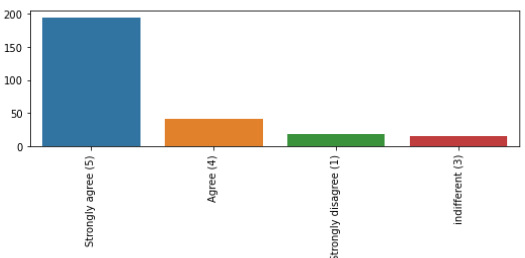 200
150
100
50
0
Strongly agree (5)
Agree (4)
Strongly disagree (1)
indifferent (3)